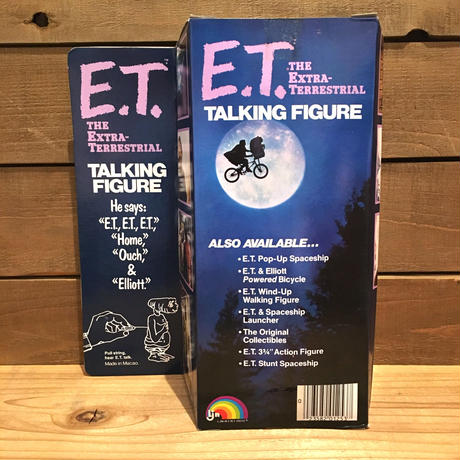 E.T.
THE
EXTRA-
TERRESTRIAL
TALKING
FIGURE
He says:
"E.T., E.T., E.T.,"
"Home,"
"Ouch,"
&
"Elliott."
Pull string,
hear E.T. talk.
Made in Macao.
E.T. THE
EXTRA-
TERRESTRIAL
TALKING FIGURE
ALSO AVAILABLE...
• E.T. Pop-Up Spaceship
• E.T. & Elliott
Powered Bicycle
• E.T. Wind-Up
Walking Figure
• E.T. & Spaceship
Launcher
• The Original
Collectibles
• E.T. 3¾" Action Figure
• E.T. Stunt Spaceship
LJN